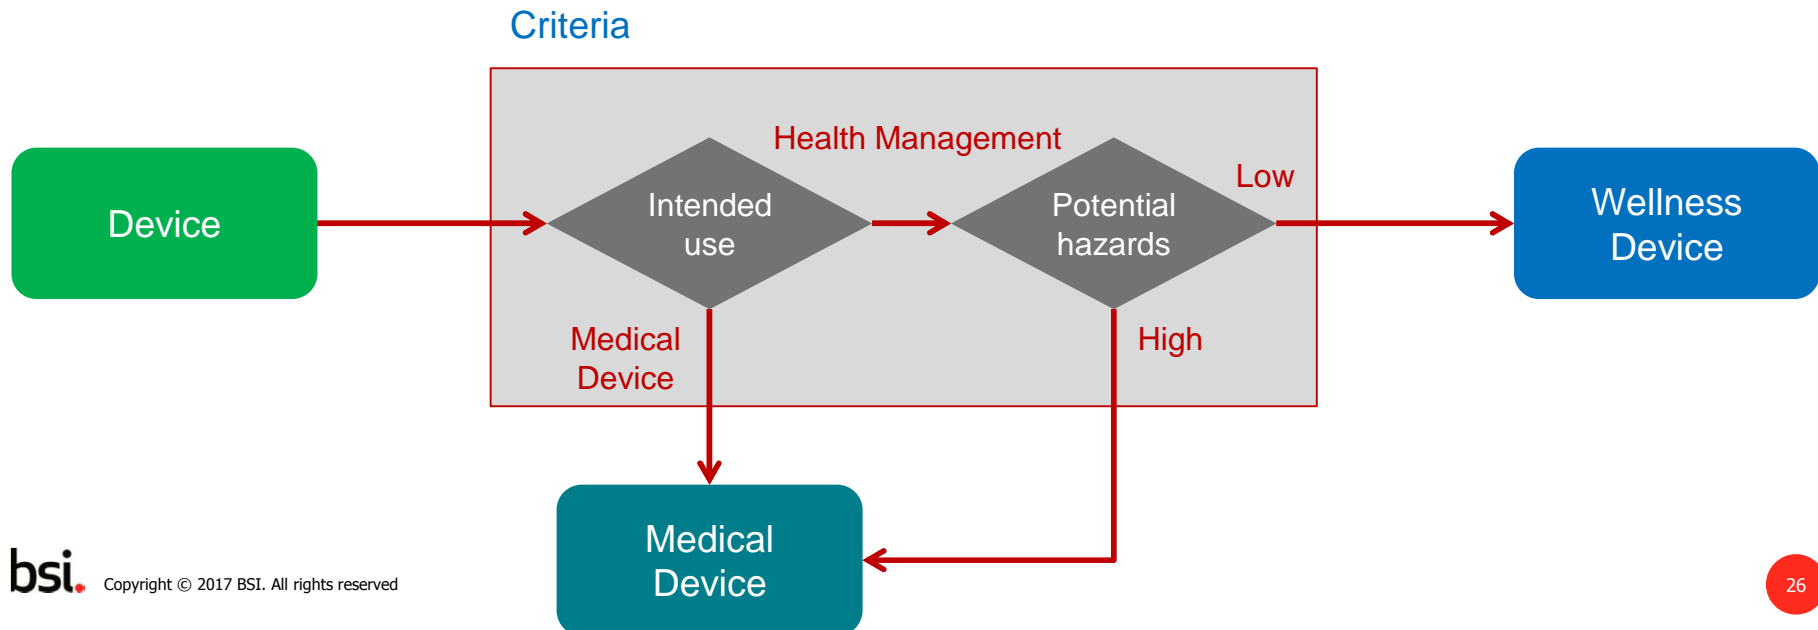 Criteria
Health Management
Low
Device
Intended
use
Potential
hazards
Wellness
Device
Medical
Device
High
Medical
Device
bsi.
Copyright © 2017 BSI. All rights reserved
26